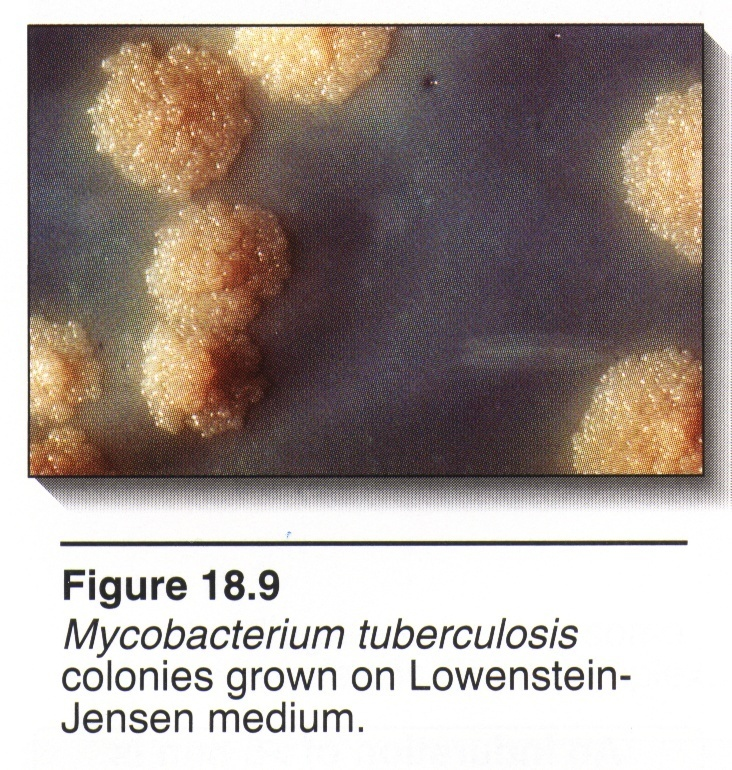 Figure 18.9
Mycobacterium tuberculosis
colonies grown on Lowenstein-
Jensen medium.